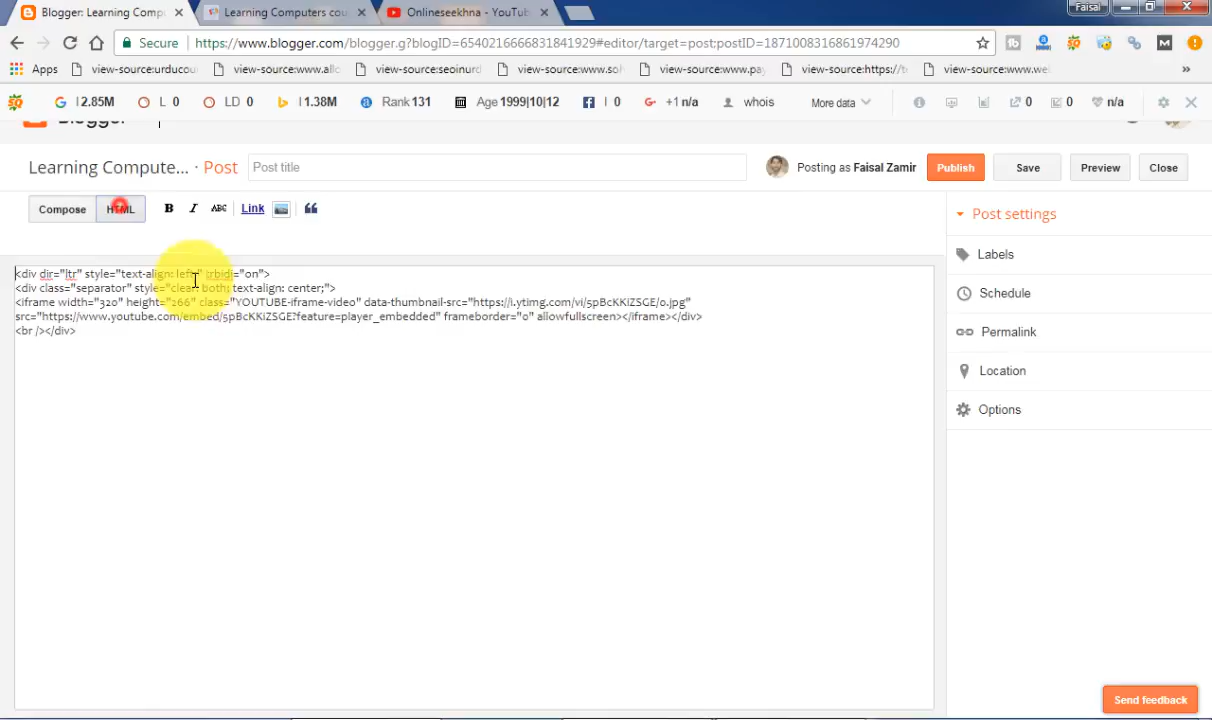 Blogger: Learning Compu
Learning Computers cou
Onlineseekhna - YouTu
Faisal
Secure
https://www.blogger.com/blogger.g?blogID=6540216666831841929#editor/target=post;postID=1871008316861974290
Apps
view-source:urducou
view-source:www.allc
view-source:seoinurd
view-source:www.sol
view-source:www.pay
view-source:https://t
view-source:www.wel
»
I 2.85M
L 0
LD 0
I 1.38M
Rank 131
Age 1999|10|12
I 0
+1 n/a
whois
More data
0
0
n/a
Blogger
Learning Compute... · Post
Post title
Posting as Faisal Zamir
Publish
Save
Preview
Close
Compose
HTML
B
I
ABC
Link
Post settings
<div dir="ltr" style="text-align: left;" trbidi="on">
<div class="separator" style="clear: both; text-align: center;">
<iframe width="320" height="266" class="YOUTUBE-iframe-video" data-thumbnail-src="https://i.ytimg.com/vi/5pBcKKiZSGE/0.jpg"
src="https://www.youtube.com/embed/5pBcKKiZSGE?feature=player_embedded" frameborder="0" allowfullscreen></iframe></div>
<br /></div>
Labels
Schedule
Permalink
Location
Options
Send feedback